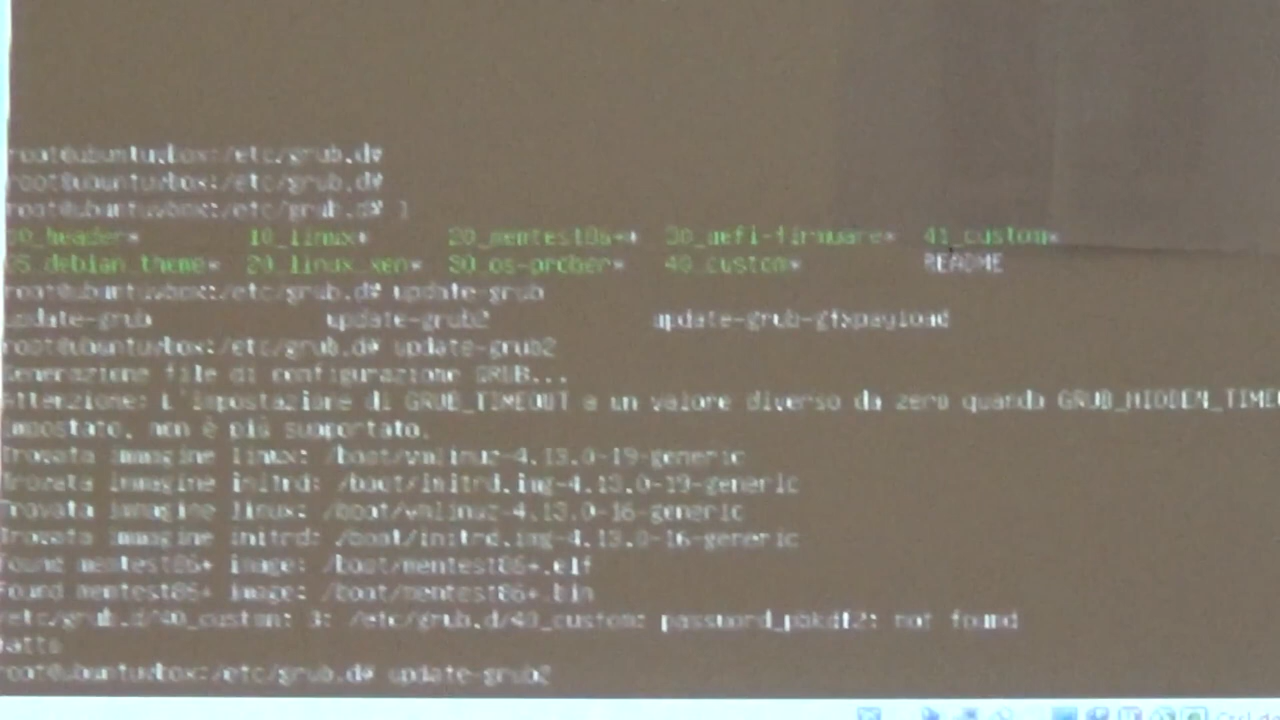 root@ubuntuvbox:/etc/grub.d#
root@ubuntuvbox:/etc/grub.d#
root@ubuntuvbox:/etc/grub.d# l
00_header* 10_linux* 20_memtest86+* 30_uefi-firmware* 41_custom*
05_debian_theme* 20_linux_xen* 30_os-prober* 40_custom* README
root@ubuntuvbox:/etc/grub.d# update-grub
update-grub update-grub2 update-grub-gfxpayload
root@ubuntuvbox:/etc/grub.d# update-grub2
Generazione file di configurazione GRUB...
Attenzione: L'impostazione di GRUB_TIMEOUT a un valore diverso da zero quando GRUB_HIDDEN_TIMEO
impostato, non è più supportato.
Trovata immagine linux: /boot/vmlinuz-4.13.0-19-generic
Trovata immagine initrd: /boot/initrd.img-4.13.0-19-generic
Trovata immagine linux: /boot/vmlinuz-4.13.0-16-generic
Trovata immagine initrd: /boot/initrd.img-4.13.0-16-generic
Found memtest86+ image: /boot/memtest86+.elf
Found memtest86+ image: /boot/memtest86+.bin
/etc/grub.d/40_custom: 3: /etc/grub.d/40_custom: password_pbkdf2: not found
fatto
root@ubuntuvbox:/etc/grub.d# update-grub2